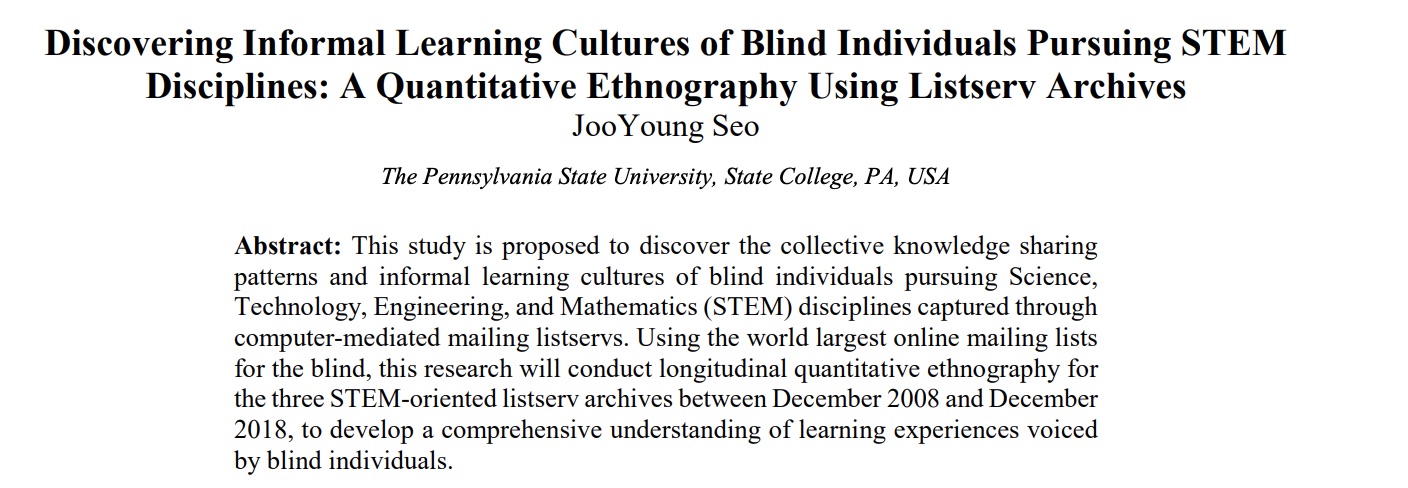 Discovering Informal Learning Cultures of Blind Individuals Pursuing STEM
Disciplines: A Quantitative Ethnography Using Listserv Archives
JooYoung Seo
The Pennsylvania State University, State College, PA, USA
Abstract: This study is proposed to discover the collective knowledge sharing
patterns and informal learning cultures of blind individuals pursuing Science,
Technology, Engineering, and Mathematics (STEM) disciplines captured through
computer-mediated mailing listservs. Using the world largest online mailing lists
for the blind, this research will conduct longitudinal quantitative ethnography for
the three STEM-oriented listserv archives between December 2008 and December
2018, to develop a comprehensive understanding of learning experiences voiced
by blind individuals.